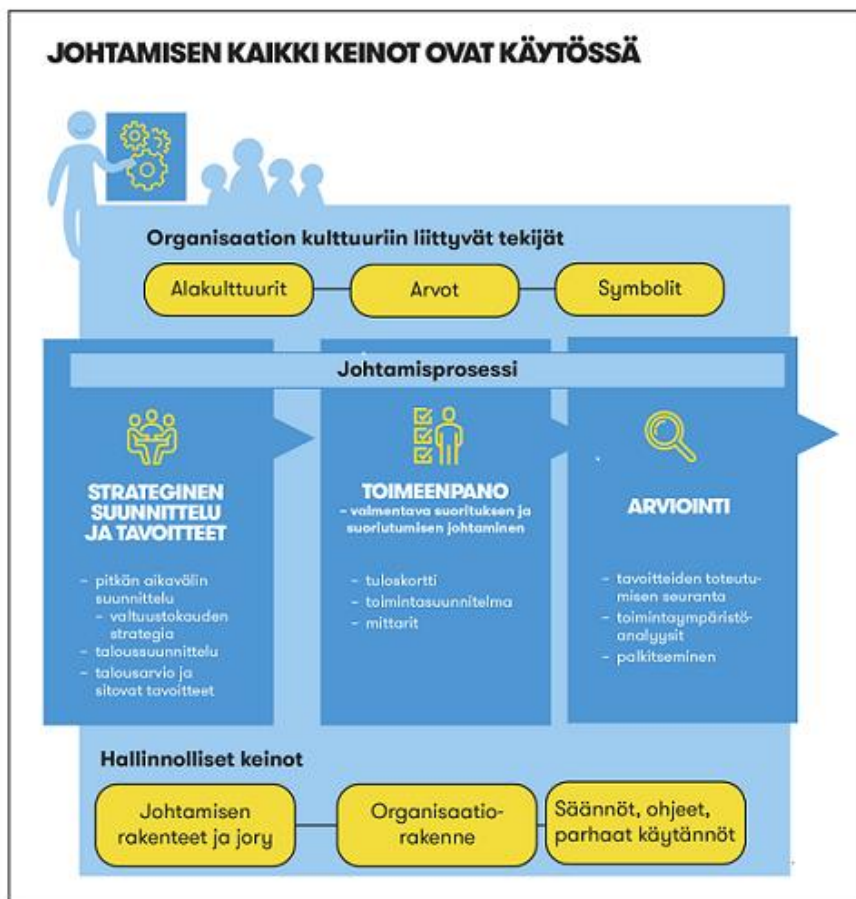 JOHTAMISEN KAIKKI KEINOT OVAT KÄYTÖSSÄ
Organisaation kulttuuriin liittyvät tekijät
Alakulttuurit
Arvot
Symbolit
Johtamisprosessi
STRATEGINEN
SUUNNITTELU
JA TAVOITTEET
– pitkän aikavälin
suunnittelu
– valtuustokauden
strategia
– taloussuunnittelu
– talousarvio ja
sitovat tavoitteet
TOIMEENPANO
– valmentava suorituksen ja
suoriutumisen johtaminen
– tuloskortti
– toimintasuunnitelma
– mittarit
ARVIOINTI
– tavoitteiden toteutu-
misen seuranta
– toimintaympäristö-
analyysit
– palkitseminen
Hallinnolliset keinot
Johtamisen
rakenteet ja jory
Organisaatio-
rakenne
Säännöt, ohjeet,
parhaat käytännöt